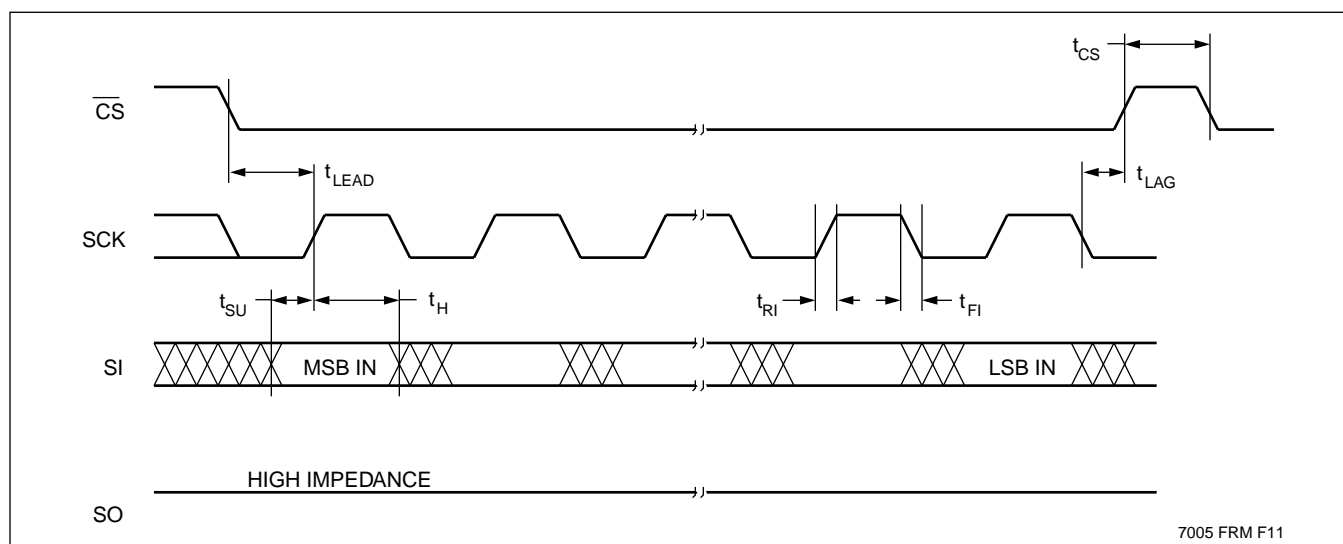 tCS
CS
tLEAD
tLAG
SCK
tSU
tH
tRI
tFI
SI
MSB IN
LSB IN
HIGH IMPEDANCE
SO
7005 FRM F11